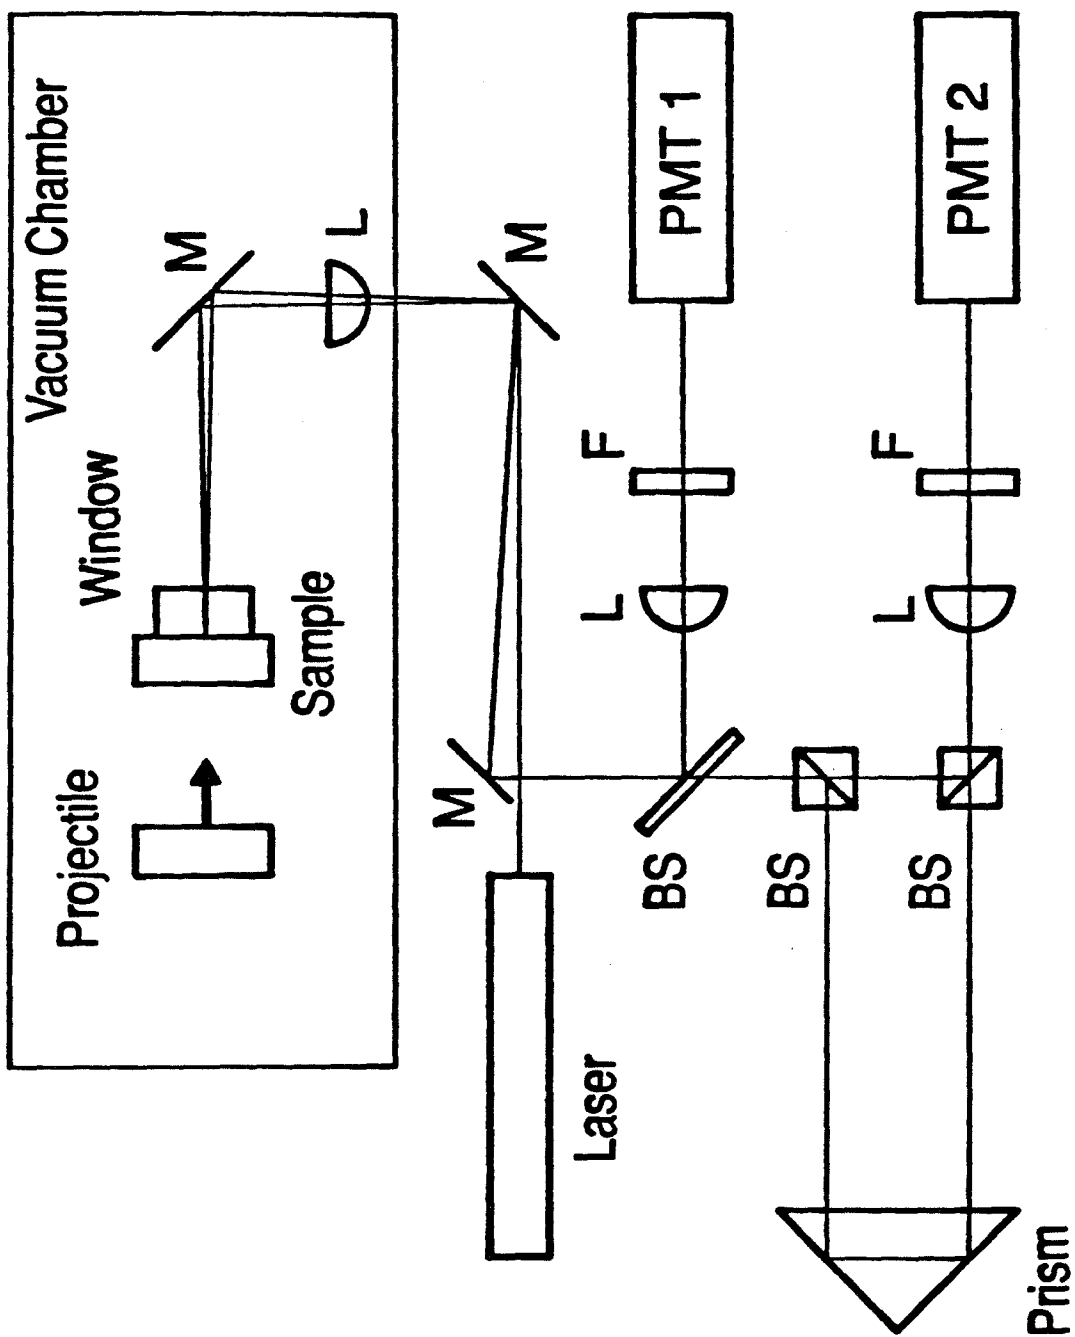 Vacuum Chamber
M
L
Window
Sample
Projectile
M
M
Laser
PMT 1
F
L
BS
BS
BS
PMT 2
F
L
Prism